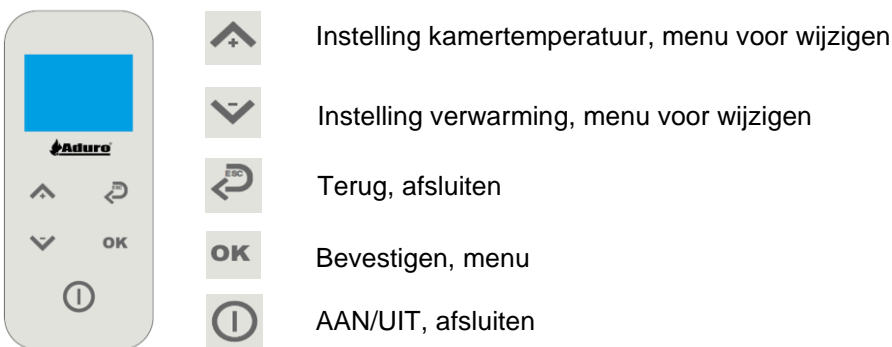 +
Instelling kamertemperatuur, menu voor wijzigen
-
Instelling verwarming, menu voor wijzigen
Aduro
ESC
Terug, afsluiten
+
ESC
-
OK
OK
Bevestigen, menu
AAN/UIT, afsluiten